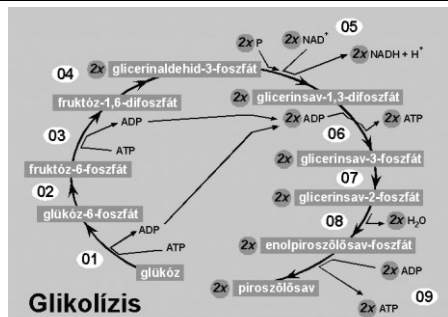 05
2x P
2x NAD⁺
2x NADH + H⁺
04
2x glicerinaldehid-3-foszfát
fruktóz-1,6-difoszfát
2x glicerinsav-1,3-difoszfát
ADP
2x ADP
2x ATP
03
06
ATP
fruktóz-6-foszfát
2x glicerinsav-3-foszfát
02
07
glükóz-6-foszfát
2x glicerinsav-2-foszfát
08
2x H₂O
ADP
ATP
01
2x enolpiroszőlősav-foszfát
glükóz
2x ADP
2x piroszőlősav
Glikolízis
2x ATP
09